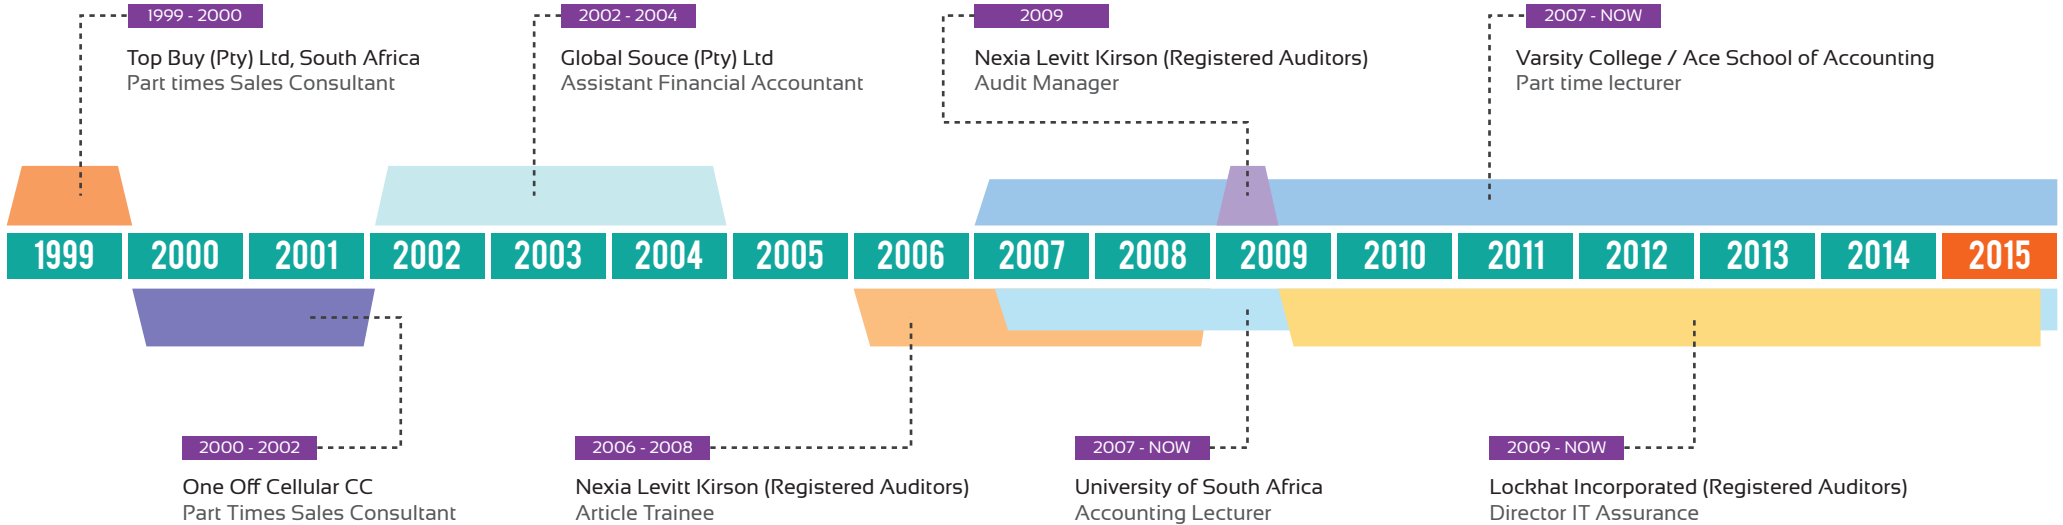 1999 - 2000
Top Buy (Pty) Ltd, South Africa
Part times Sales Consultant
2002 - 2004
Global Souce (Pty) Ltd
Assistant Financial Accountant
2009
Nexia Levitt Kirson (Registered Auditors)
Audit Manager
2007 - NOW
Varsity College / Ace School of Accounting
Part time lecturer
1999 2000 2001 2002 2003 2004 2005 2006 2007 2008 2009 2010 2011 2012 2013 2014 2015
2000 - 2002
One Off Cellular CC
Part Times Sales Consultant
2006 - 2008
Nexia Levitt Kirson (Registered Auditors)
Article Trainee
2007 - NOW
University of South Africa
Accounting Lecturer
2009 - NOW
Lockhat Incorporated (Registered Auditors)
Director IT Assurance